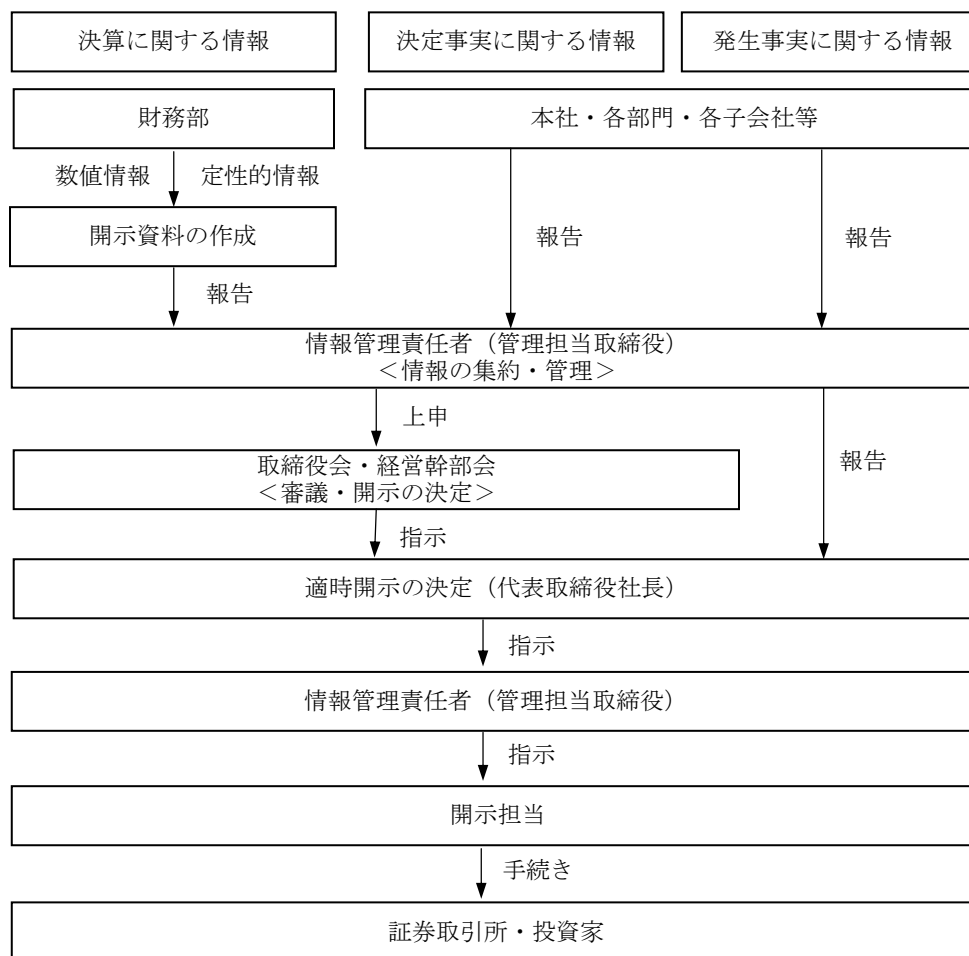 決算に関する情報
決定事実に関する情報
発生事実に関する情報
財務部
本社・各部門・各子会社等
数値情報
定性的情報
開示資料の作成
報告
報告
報告
情報管理責任者（管理担当取締役）
＜情報の集約・管理＞
上申
取締役会・経営幹部会
＜審議・開示の決定＞
報告
指示
適時開示の決定（代表取締役社長）
指示
情報管理責任者（管理担当取締役）
指示
開示担当
手続き
証券取引所・投資家